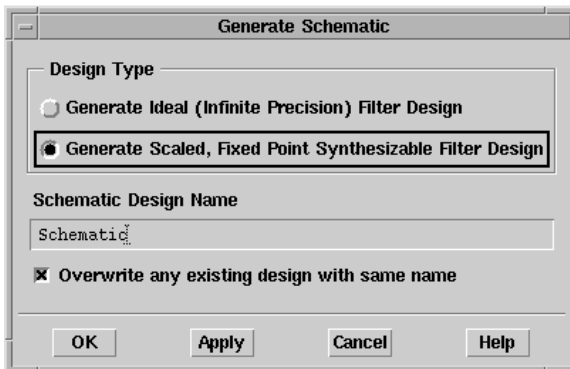 Generate Schematic
Design Type
Generate Ideal (Infinite Precision) Filter Design
Generate Scaled, Fixed Point Synthesizable Filter Design
Schematic Design Name
Schematic
Overwrite any existing design with same name
OK Apply Cancel Help